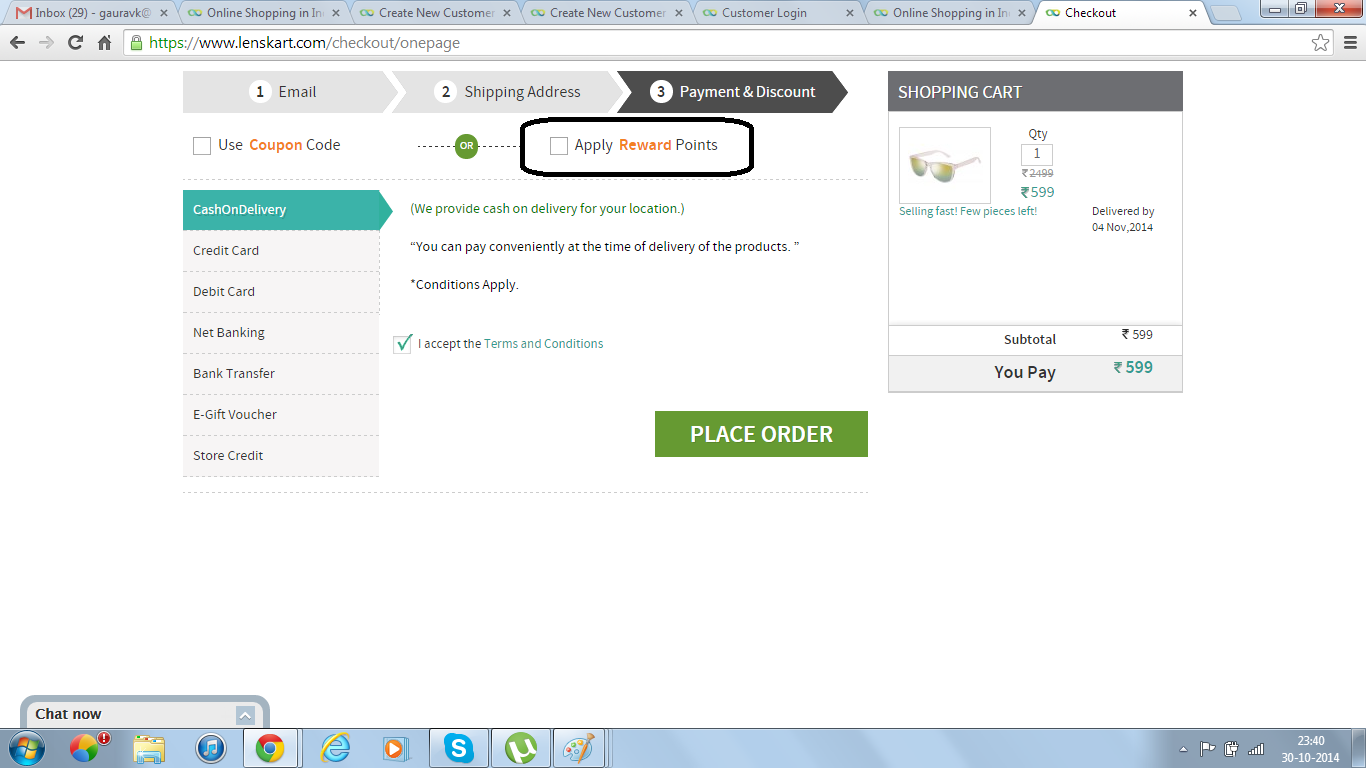 Inbox (29) - gauravk@
Online Shopping in In
Create New Customer
Create New Customer
Customer Login
Online Shopping in In
Checkout
https://www.lenskart.com/checkout/onepage
1 Email
2 Shipping Address
3 Payment & Discount
SHOPPING CART
Use Coupon Code
OR
Apply Reward Points
Qty
1
₹2499
₹599
Selling fast! Few pieces left!
Delivered by
04 Nov,2014
CashOnDelivery
(We provide cash on delivery for your location.)
Credit Card
“You can pay conveniently at the time of delivery of the products. ”
Debit Card
*Conditions Apply.
Net Banking
I accept the Terms and Conditions
Bank Transfer
E-Gift Voucher
Store Credit
PLACE ORDER
Subtotal ₹ 599
You Pay ₹ 599
Chat now
23:40
30-10-2014